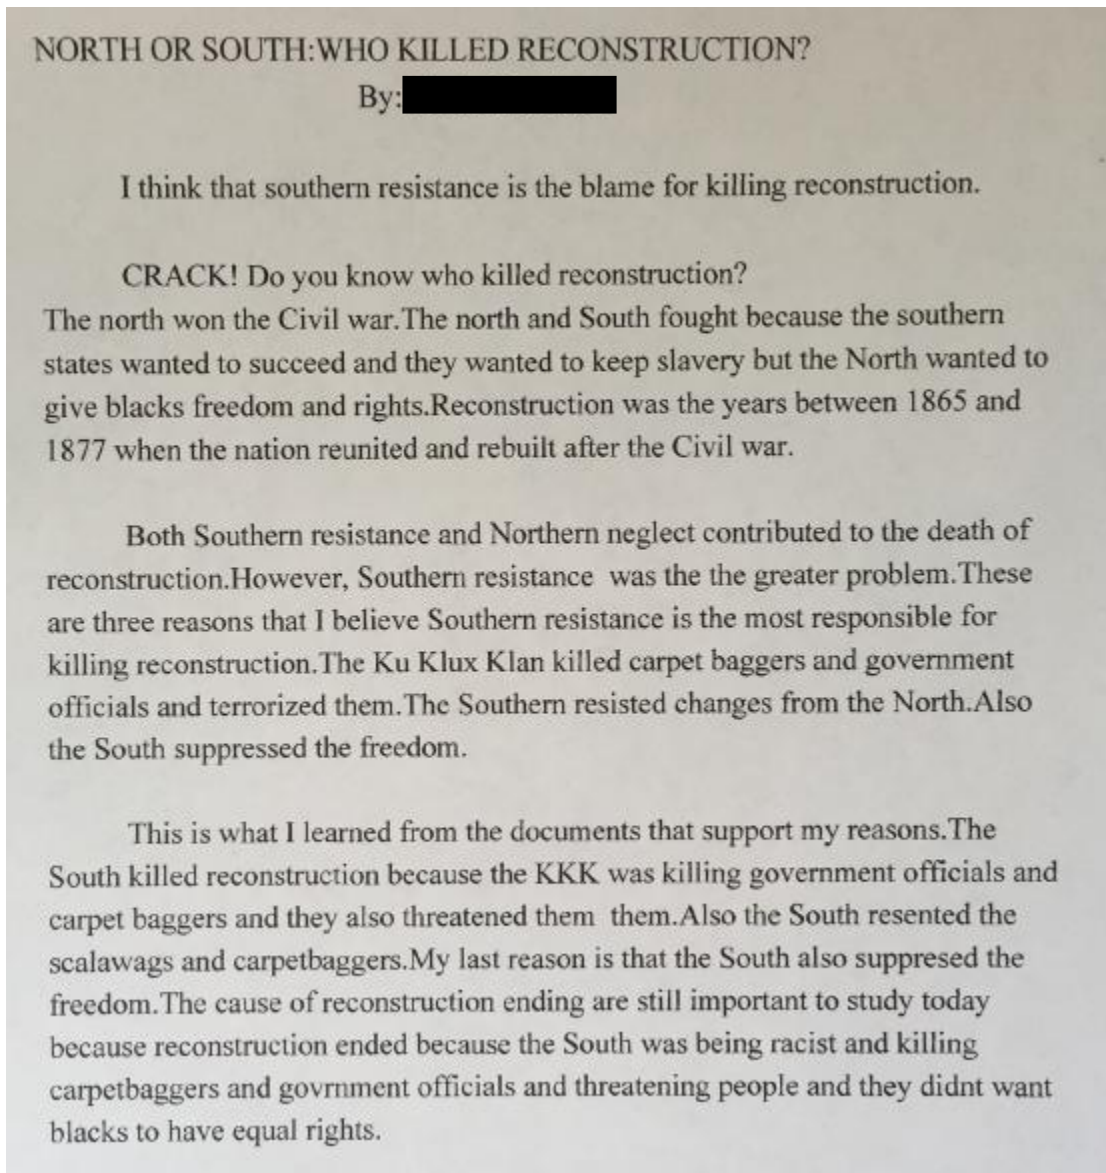 NORTH OR SOUTH:WHO KILLED RECONSTRUCTION?
By:
I think that southern resistance is the blame for killing reconstruction.
CRACK! Do you know who killed reconstruction?
The north won the Civil war.The north and South fought because the southern
states wanted to succeed and they wanted to keep slavery but the North wanted to
give blacks freedom and rights.Reconstruction was the years between 1865 and
1877 when the nation reunited and rebuilt after the Civil war.
Both Southern resistance and Northern neglect contributed to the death of
reconstruction.However, Southern resistance  was the the greater problem.These
are three reasons that I believe Southern resistance is the most responsible for
killing reconstruction.The Ku Klux Klan killed carpet baggers and government
officials and terrorized them.The Southern resisted changes from the North.Also
the South suppressed the freedom.
This is what I learned from the documents that support my reasons.The
South killed reconstruction because the KKK was killing government officials and
carpet baggers and they also threatened them  them.Also the South resented the
scalawags and carpetbaggers.My last reason is that the South also suppresed the
freedom.The cause of reconstruction ending are still important to study today
because reconstruction ended because the South was being racist and killing
carpetbaggers and govrnment officials and threatening people and they didnt want
blacks to have equal rights.